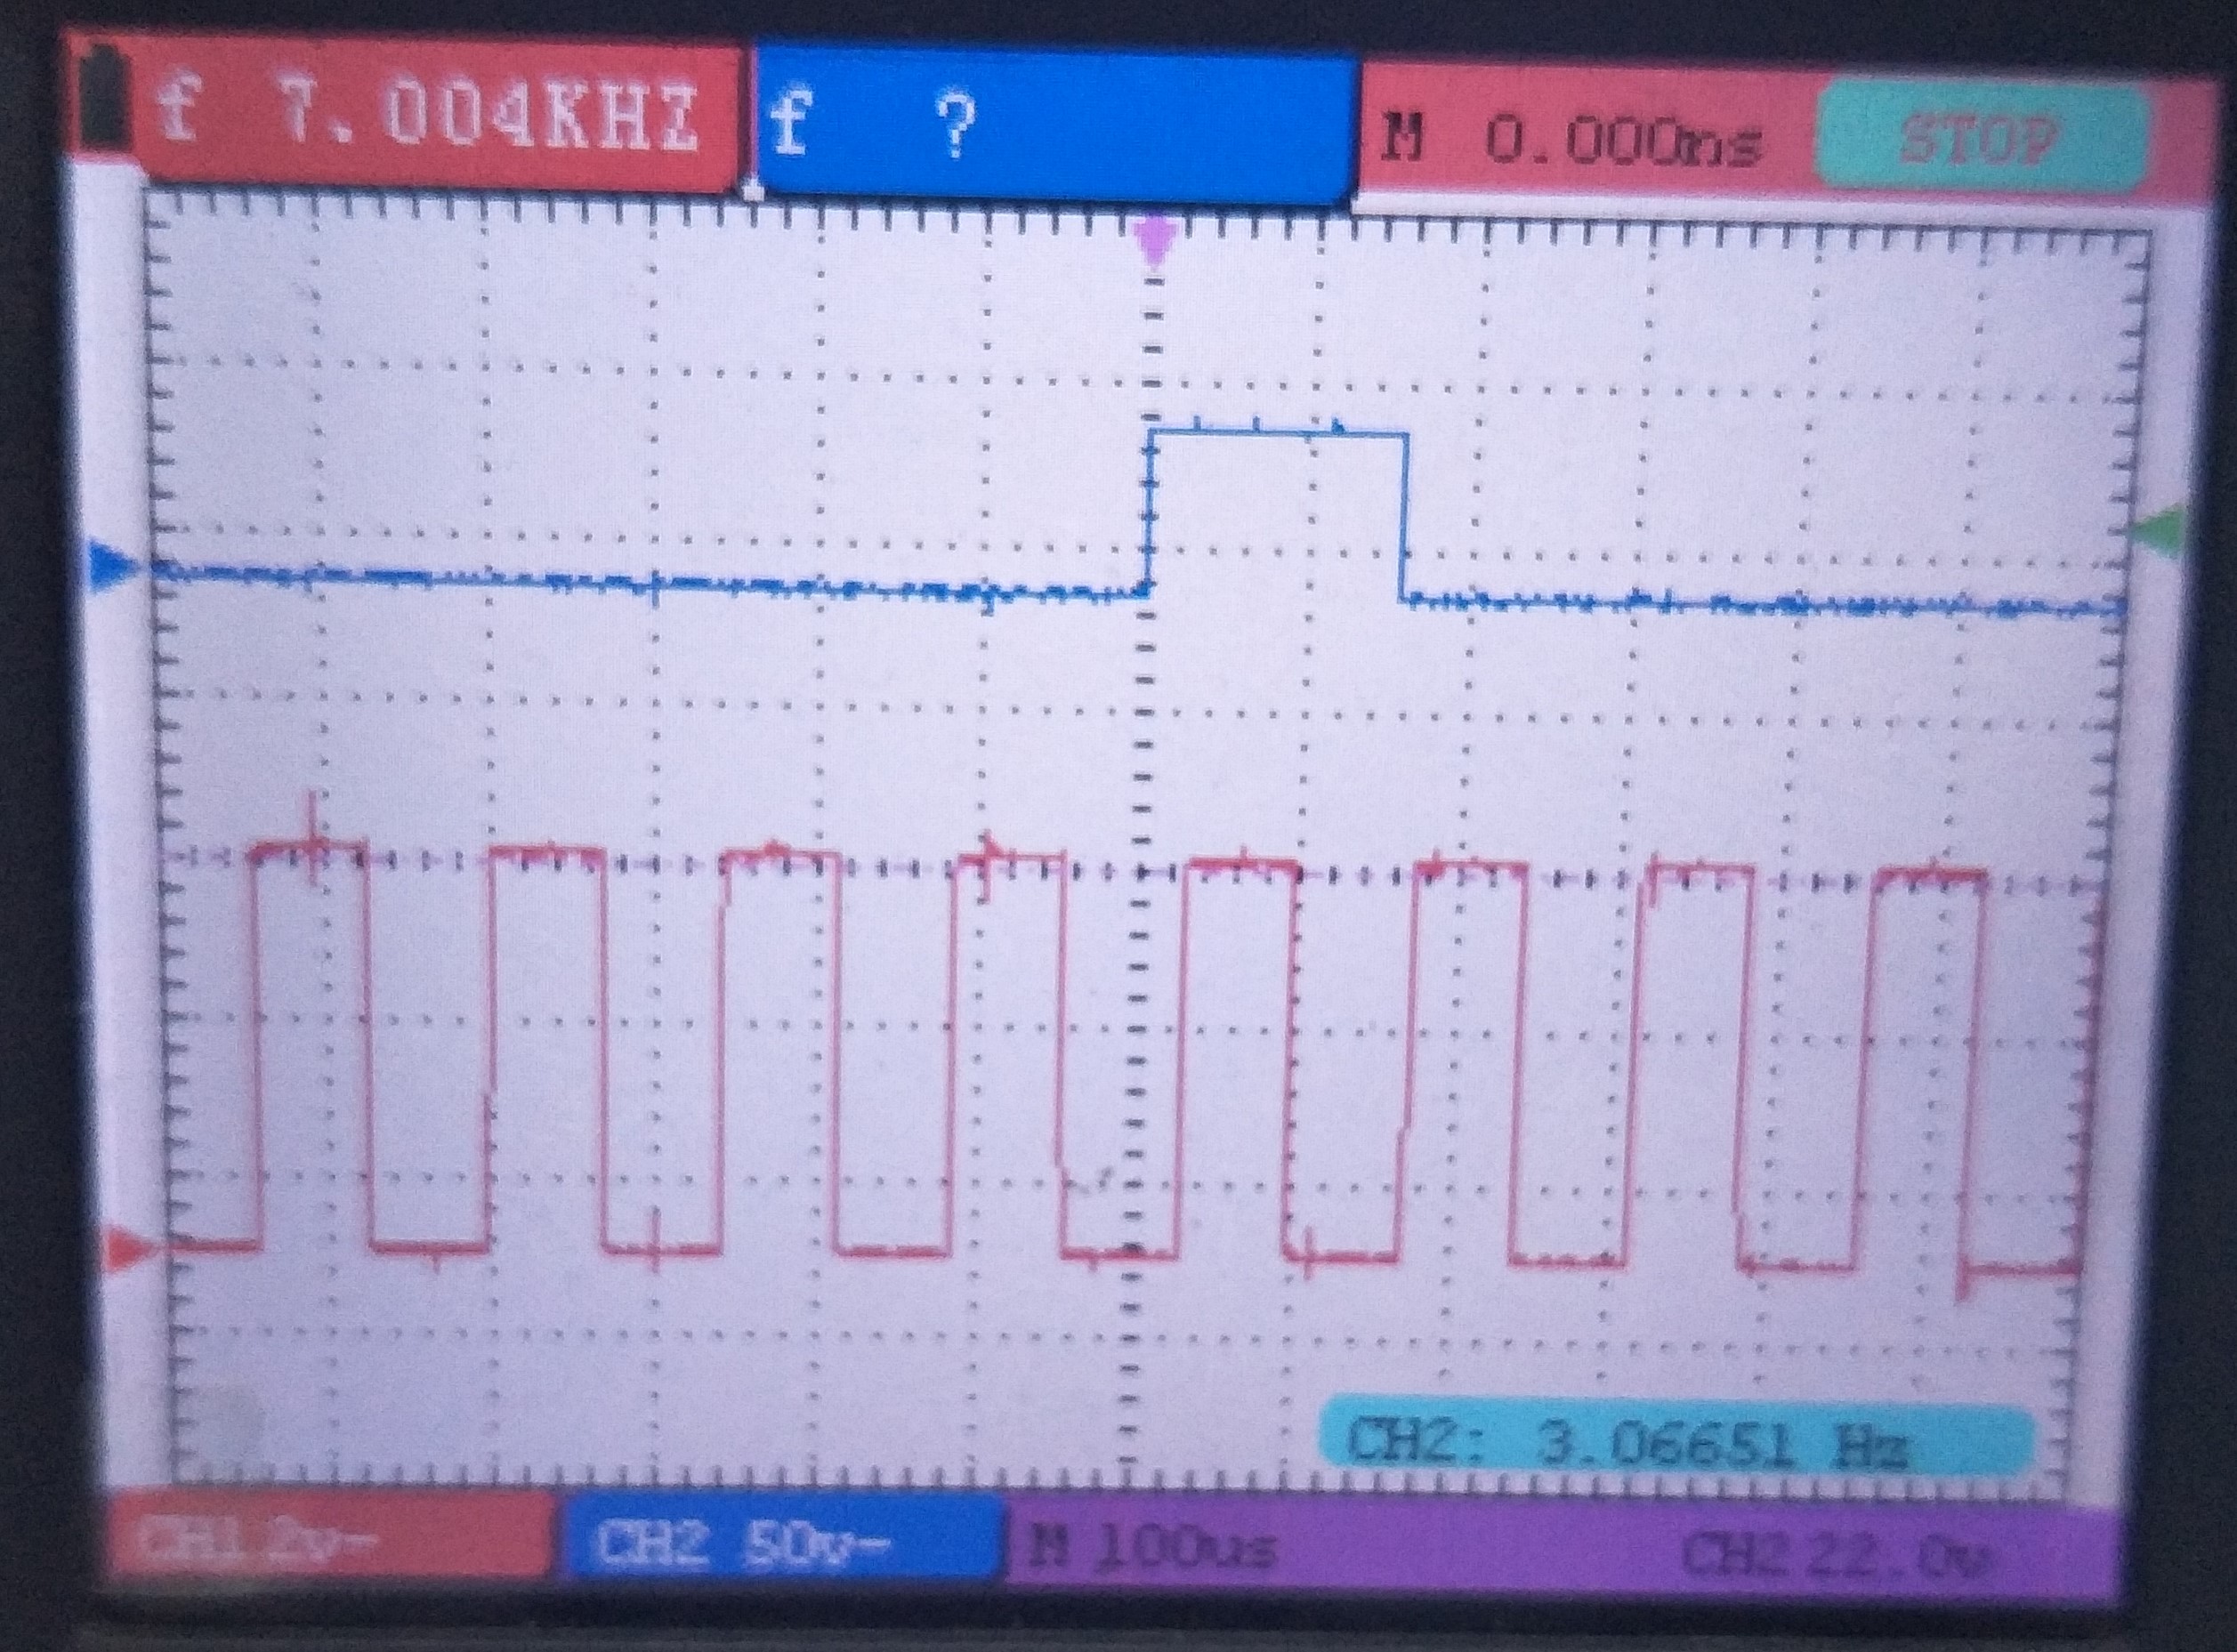 f 7.004KHZ f ? M 0.000ns STOP
CH2: 3.06651 Hz
CH1 2v~ CH2 50v~ M 100us CH2 22.0v